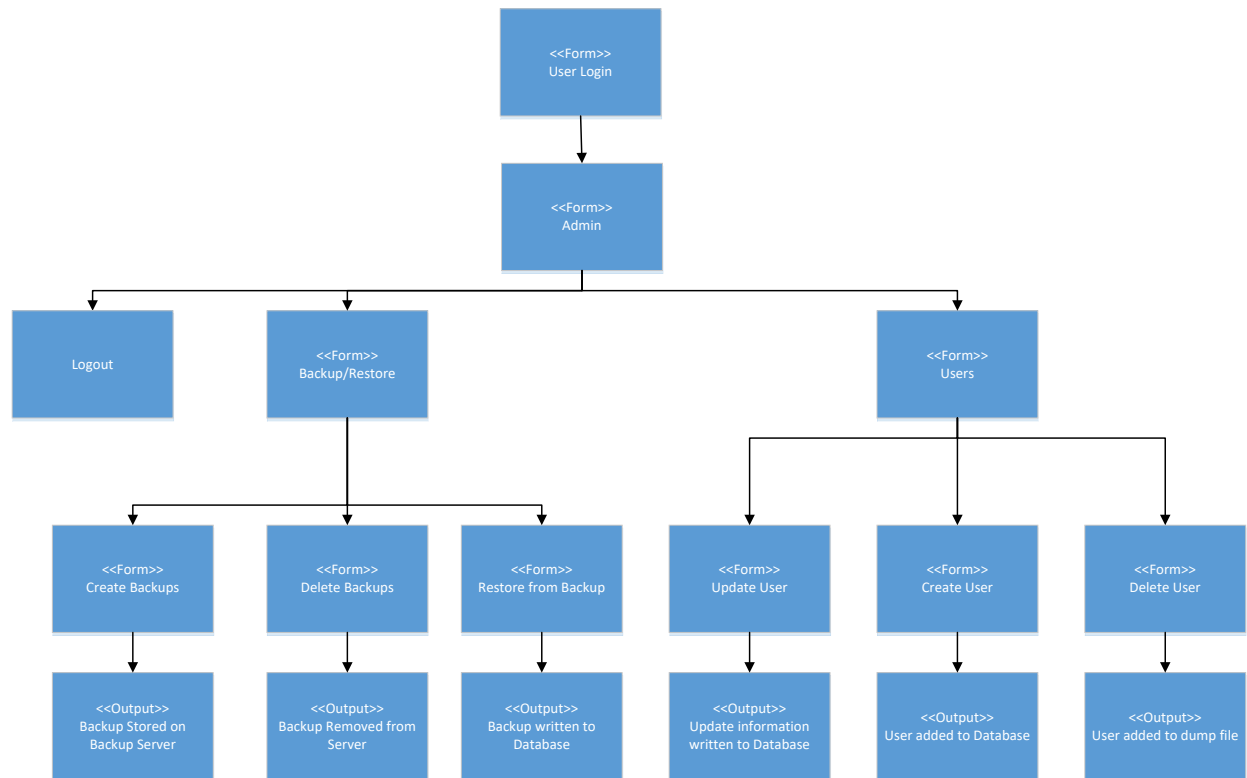 <<Form>>
User Login
<<Form>>
Admin
Logout
<<Form>>
Backup/Restore
<<Form>>
Users
<<Form>>
Create Backups
<<Form>>
Delete Backups
<<Form>>
Restore from Backup
<<Form>>
Update User
<<Form>>
Create User
<<Form>>
Delete User
<<Output>>
Backup Stored on
Backup Server
<<Output>>
Backup Removed from
Server
<<Output>>
Backup written to
Database
<<Output>>
Update information
written to Database
<<Output>>
User added to Database
<<Output>>
User added to dump file